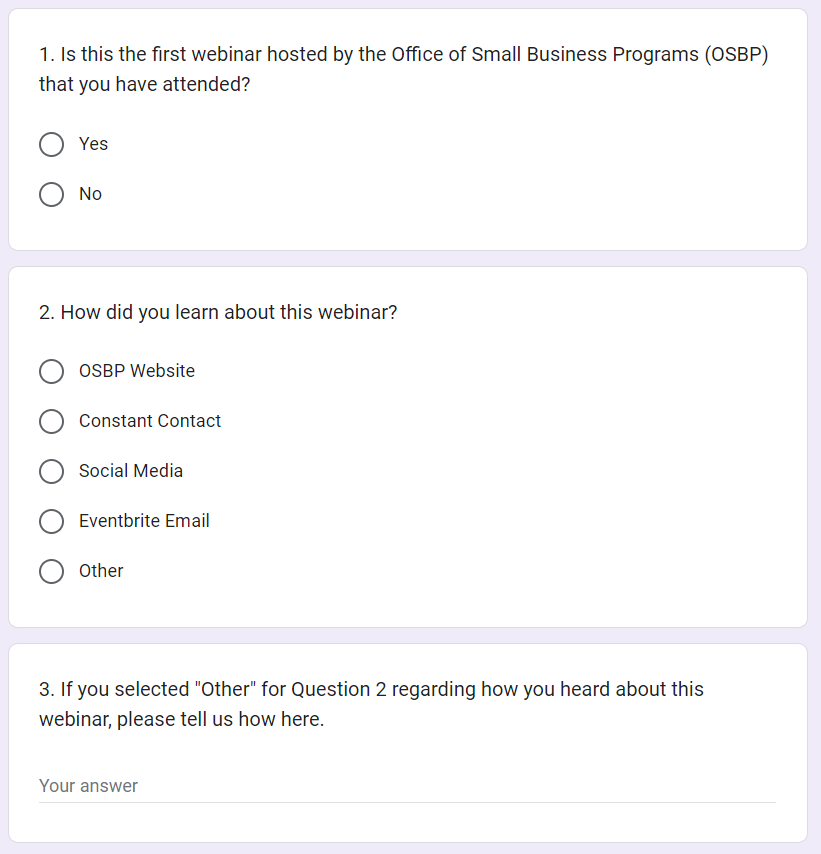 1. Is this the first webinar hosted by the Office of Small Business Programs (OSBP)
that you have attended?
Yes
No
2. How did you learn about this webinar?
OSBP Website
Constant Contact
Social Media
Eventbrite Email
Other
3. If you selected "Other" for Question 2 regarding how you heard about this
webinar, please tell us how here.
Your answer